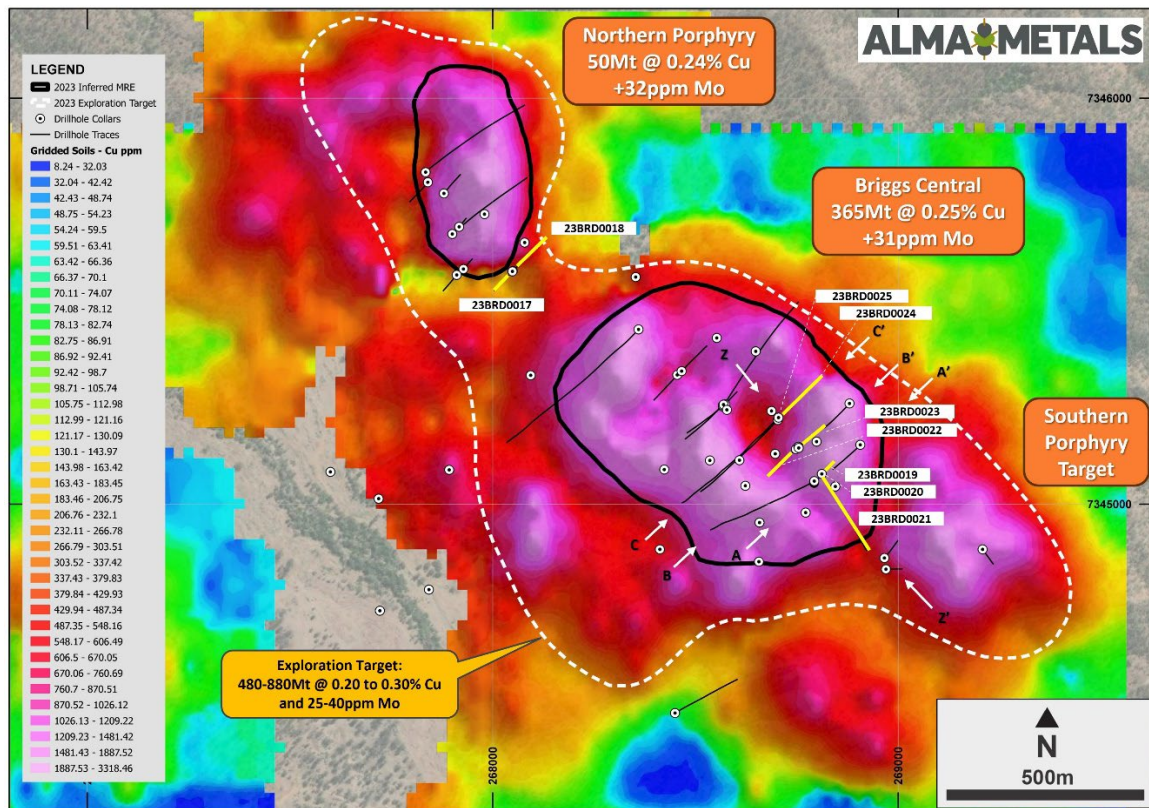 Northern Porphyry
50Mt @ 0.24% Cu
+32ppm Mo
ALMA METALS
LEGEND
2023 Inferred MRE
2023 Exploration Target
Drillhole Collars
Drillhole Traces
Gridded Soils - Cu ppm
8.24 - 32.03
32.04 - 42.42
42.43 - 48.74
48.75 - 54.23
54.24 - 59.5
59.51 - 63.41
63.42 - 66.36
66.37 - 70.1
70.11 - 74.07
74.08 - 78.12
78.13 - 82.74
82.75 - 86.91
86.92 - 92.41
92.42 - 98.7
98.71 - 105.74
105.75 - 112.98
112.99 - 121.16
121.17 - 130.09
130.1 - 143.97
143.98 - 163.42
163.43 - 183.45
183.46 - 206.75
206.76 - 232.1
232.11 - 266.78
266.79 - 303.51
303.52 - 337.42
337.43 - 379.83
379.84 - 429.93
429.94 - 487.34
487.35 - 548.16
548.17 - 606.49
606.5 - 670.05
670.06 - 760.69
760.7 - 870.51
870.52 - 1026.12
1026.13 - 1209.22
1209.23 - 1481.42
1481.43 - 1887.52
1887.53 - 3318.46
7346000
Briggs Central
365Mt @ 0.25% Cu
+31ppm Mo
23BRD0018
23BRD0017
23BRD0025
23BRD0024
C'
B'
A'
Z
23BRD0023
23BRD0022
Southern
Porphyry
Target
23BRD0019
23BRD0020
23BRD0021
7345000
C
B
A
Z'
Exploration Target:
480-880Mt @ 0.20 to 0.30% Cu
and 25-40ppm Mo
268000
269000
N
500m